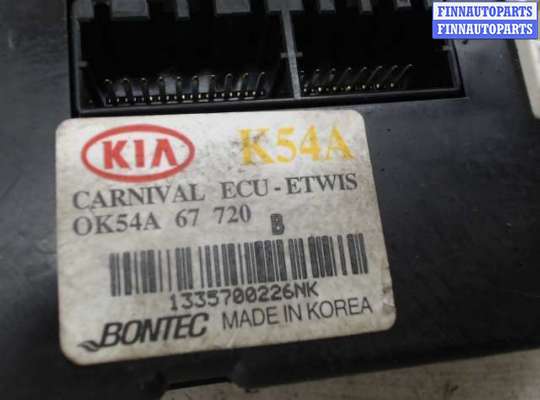 FINNAUTOPARTS
FINNAUTOPARTS
KIA K54A
CARNIVAL ECU-ETWIS
OK54A 67 720 B
1335700226NK
BONTEC MADE IN KOREA